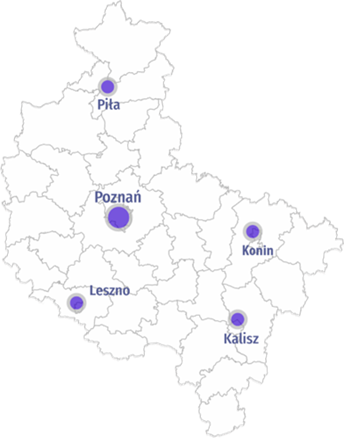 Piła
Poznań
Konin
Leszno
Kalisz